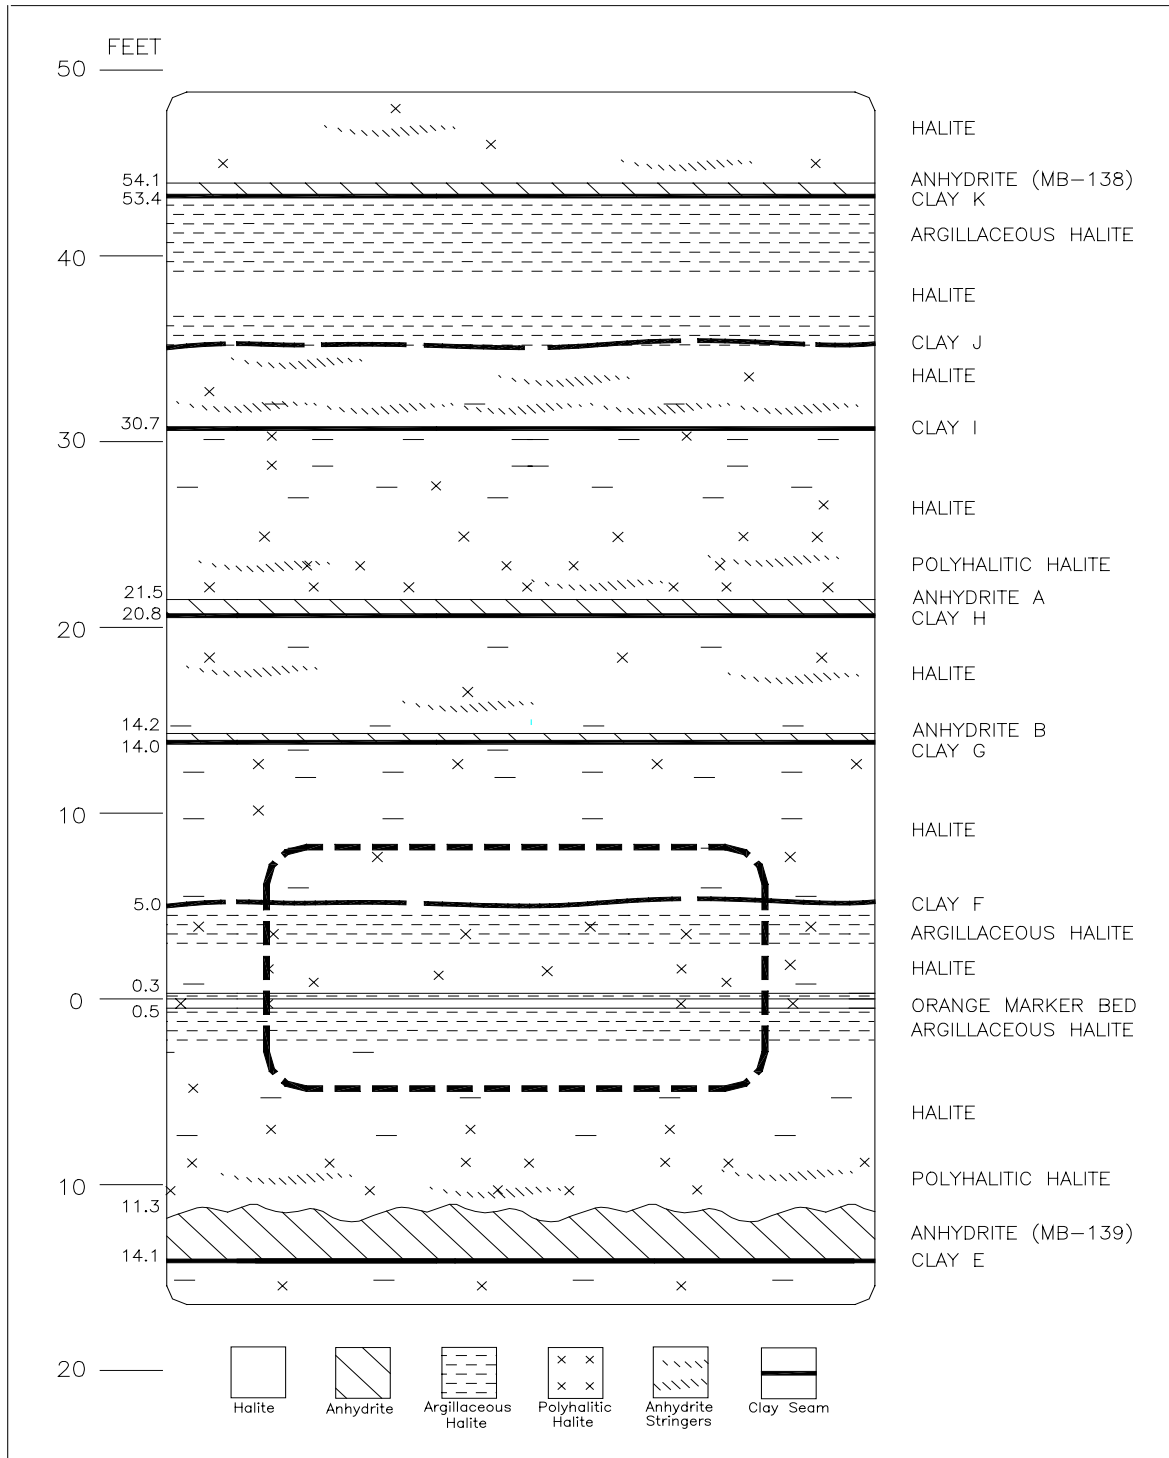 FEET
50
HALITE
54.1 ANHYDRITE (MB-138)
53.4 CLAY K
ARGILLACEOUS HALITE
40
HALITE
CLAY J
HALITE
30.7 CLAY I
30
HALITE
POLYHALITIC HALITE
21.5 ANHYDRITE A
20.8 CLAY H
20
HALITE
14.2 ANHYDRITE B
14.0 CLAY G
10
HALITE
5.0 CLAY F
ARGILLACEOUS HALITE
HALITE
0.3
0 ORANGE MARKER BED
0.5
ARGILLACEOUS HALITE
HALITE
POLYHALITIC HALITE
10
11.3
ANHYDRITE (MB-139)
14.1 CLAY E
20
Halite Anhydrite Argillaceous Polyhalitic Anhydrite Clay Seam
Halite Halite Stringers